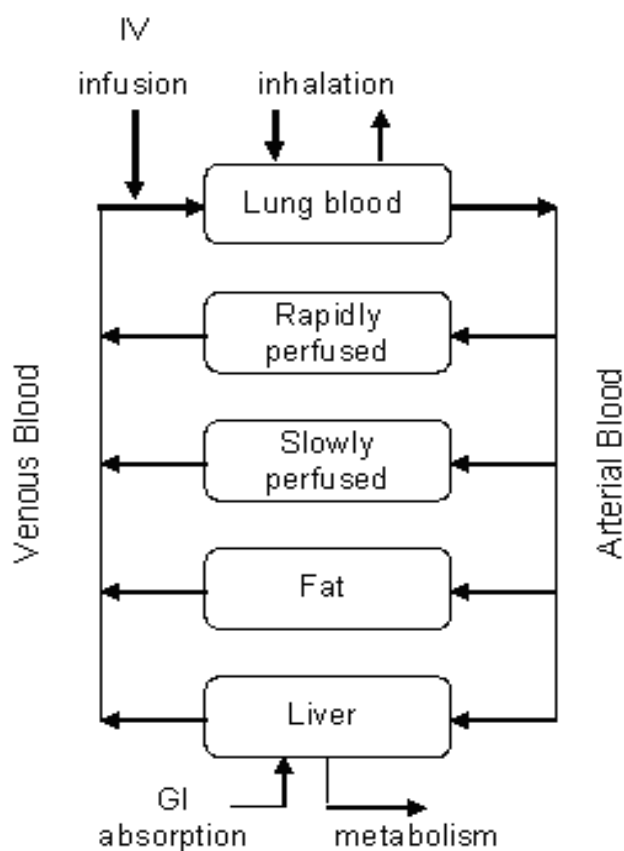 IV
infusion
inhalation
Lung blood
Rapidly
perfused
Slowly
perfused
Fat
Liver
GI
absorption
metabolism
Venous Blood
Arterial Blood